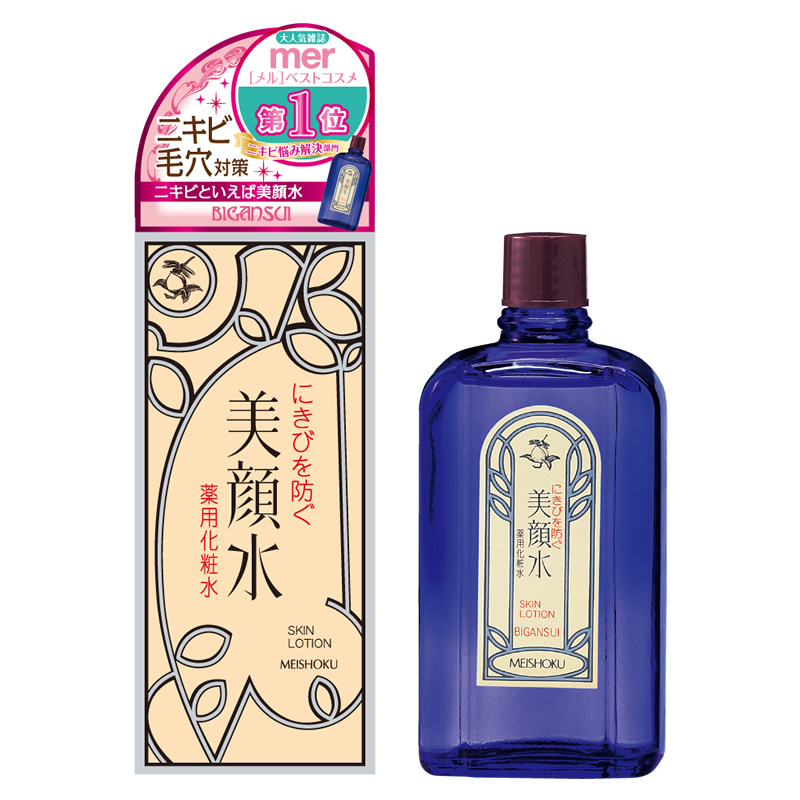 大人気雑誌
mer
[メル]ベストコスメ
第1位
ニキビ悩み解決部門
ニキビ
毛穴対策
ニキビといえば美顔水
BIGANSUI
にきびを防ぐ
美顔水
薬用化粧水
SKIN
LOTION
MEISHOKU
にきびを防ぐ
美顔水
薬用化粧水
SKIN
LOTION
BIGANSUI
MEISHOKU